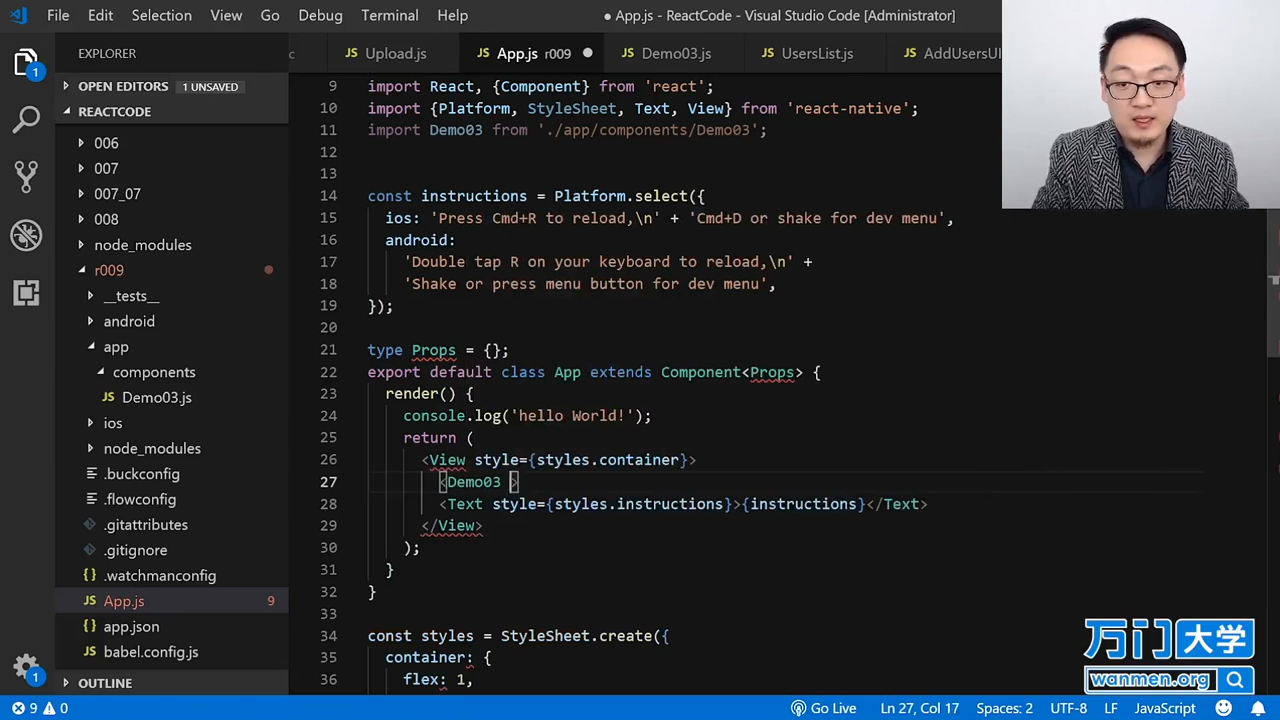 File Edit Selection View Go Debug Terminal Help
● App.js - ReactCode - Visual Studio Code [Administrator]
EXPLORER
c
JS Upload.js
JS App.js r009 ●
JS Demo03.js
JS UsersList.js
JS AddUsersUI
1
OPEN EDITORS 1 UNSAVED
REACTCODE
006
007
007_07
008
node_modules
r009
__tests__
android
app
components
JS Demo03.js
ios
node_modules
.buckconfig
.flowconfig
.gitattributes
.gitignore
{} .watchmanconfig
JS App.js 9
{} app.json
JS babel.config.js
OUTLINE
1
9 import React, {Component} from 'react';
10 import {Platform, StyleSheet, Text, View} from 'react-native';
11 import Demo03 from './app/components/Demo03';
12
13
14 const instructions = Platform.select({
15 ios: 'Press Cmd+R to reload,\n' + 'Cmd+D or shake for dev menu',
16 android:
17 'Double tap R on your keyboard to reload,\n' +
18 'Shake or press menu button for dev menu',
19 });
20
21 type Props = {};
22 export default class App extends Component<Props> {
23 render() {
24 console.log('hello World!');
25 return (
26 <View style={styles.container}>
27 <Demo03 >
28 <Text style={styles.instructions}>{instructions}</Text>
29 </View>
30 );
31 }
32 }
33
34 const styles = StyleSheet.create({
35 container: {
36 flex: 1,
万门大学
wanmen.org
9 0
Go Live Ln 27, Col 17 Spaces: 2 UTF-8 LF JavaScript